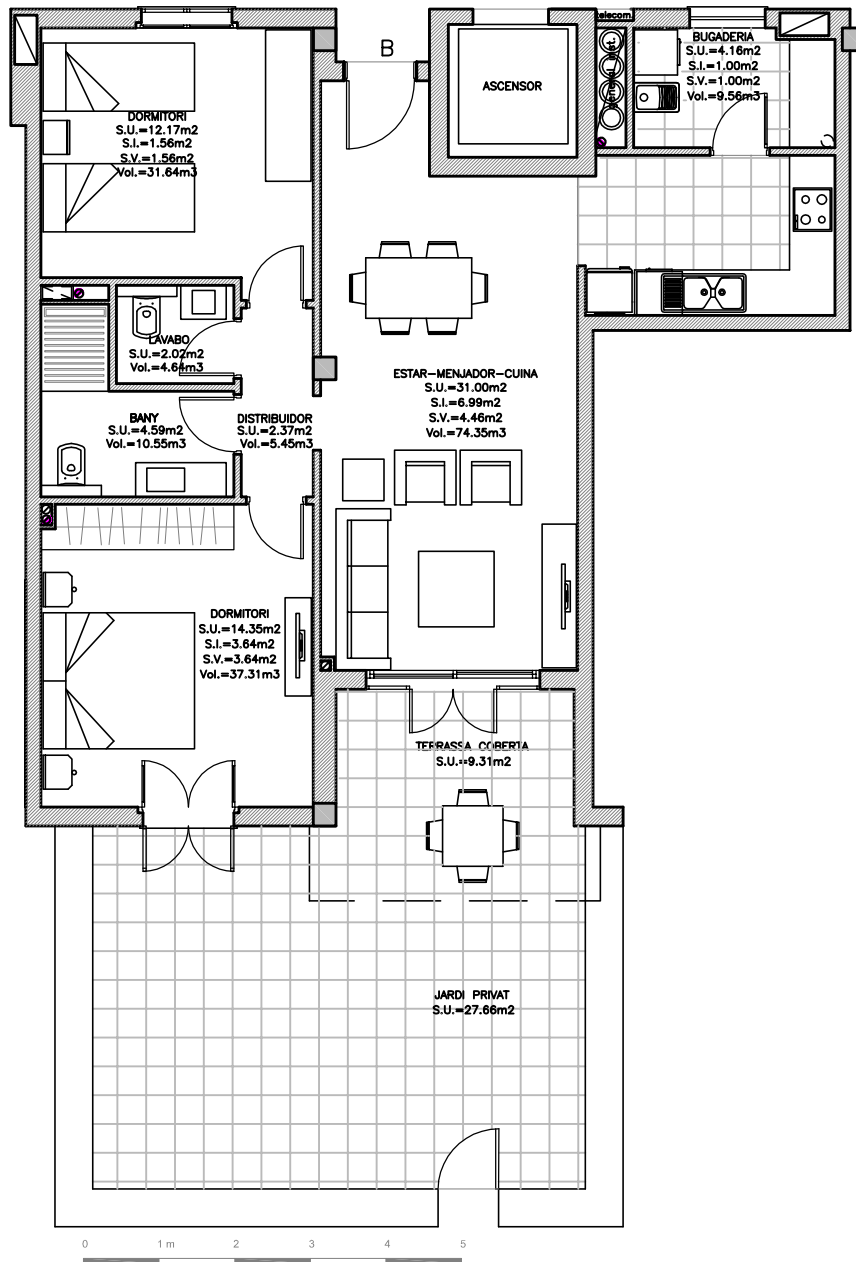 telecom.
B
ASCENSOR
general. inst.
BUGADERIA
S.U.=4.16m2
S.I.=1.00m2
S.V.=1.00m2
Vol.=9.56m3
DORMITORI
S.U.=12.17m2
S.I.=1.56m2
S.V.=1.56m2
Vol.=31.64m3
LAVABO
S.U.=2.02m2
Vol.=4.64m3
ESTAR-MENJADOR-CUINA
S.U.=31.00m2
S.I.=6.99m2
S.V.=4.46m2
Vol.=74.35m3
BANY
S.U.=4.59m2
Vol.=10.55m3
DISTRIBUIDOR
S.U.=2.37m2
Vol.=5.45m3
DORMITORI
S.U.=14.35m2
S.I.=3.64m2
S.V.=3.64m2
Vol.=37.31m3
TERRASSA COBERTA
S.U.=9.31m2
JARDI PRIVAT
S.U.=27.66m2
0 1 m 2 3 4 5